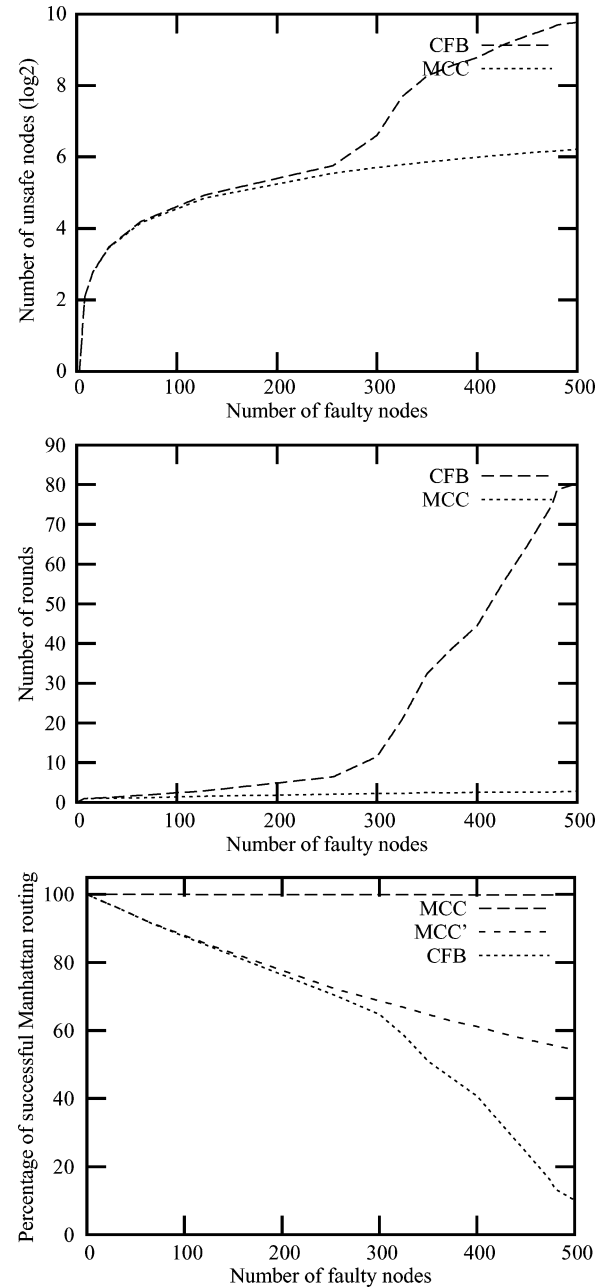 Number of unsafe nodes (log2)
10
8
6
4
2
0
CFB
MCC
0 100 200 300 400 500
Number of faulty nodes
Number of rounds
90
80
70
60
50
40
30
20
10
0
CFB
MCC
0 100 200 300 400 500
Number of faulty nodes
Percentage of successful Manhattan routing
100
80
60
40
20
0
MCC
MCC’
CFB
0 100 200 300 400 500
Number of faulty nodes